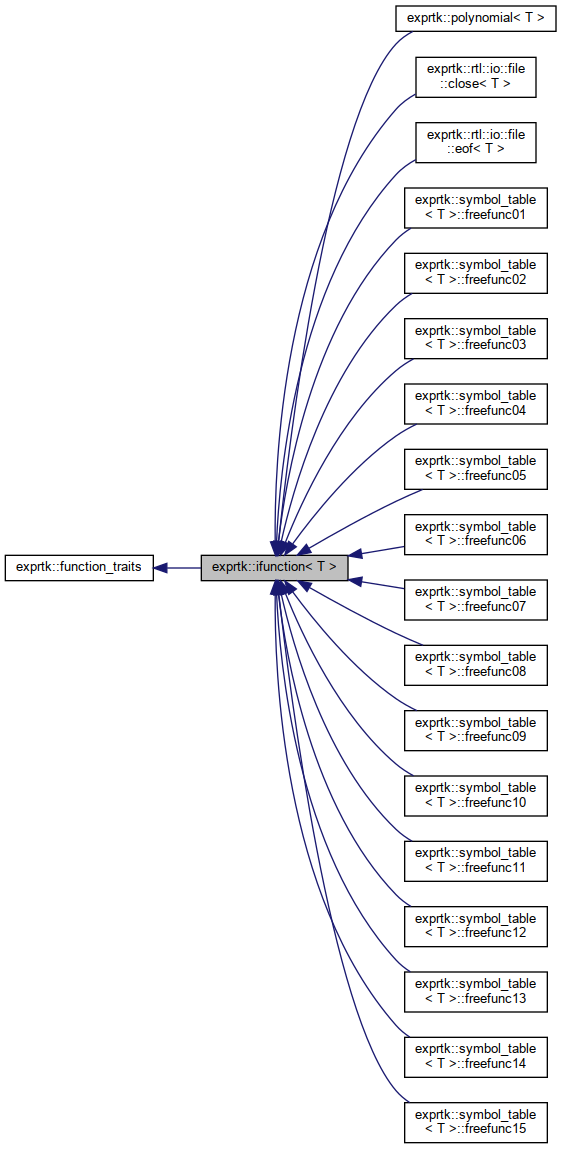 exprtk::polynomial< T >
exprtk::rtl::io::file
::close< T >
exprtk::rtl::io::file
::eof< T >
exprtk::symbol_table
< T >::freefunc01
exprtk::symbol_table
< T >::freefunc02
exprtk::symbol_table
< T >::freefunc03
exprtk::symbol_table
< T >::freefunc04
exprtk::symbol_table
< T >::freefunc05
exprtk::symbol_table
< T >::freefunc06
exprtk::function_traits
exprtk::ifunction< T >
exprtk::symbol_table
< T >::freefunc07
exprtk::symbol_table
< T >::freefunc08
exprtk::symbol_table
< T >::freefunc09
exprtk::symbol_table
< T >::freefunc10
exprtk::symbol_table
< T >::freefunc11
exprtk::symbol_table
< T >::freefunc12
exprtk::symbol_table
< T >::freefunc13
exprtk::symbol_table
< T >::freefunc14
exprtk::symbol_table
< T >::freefunc15